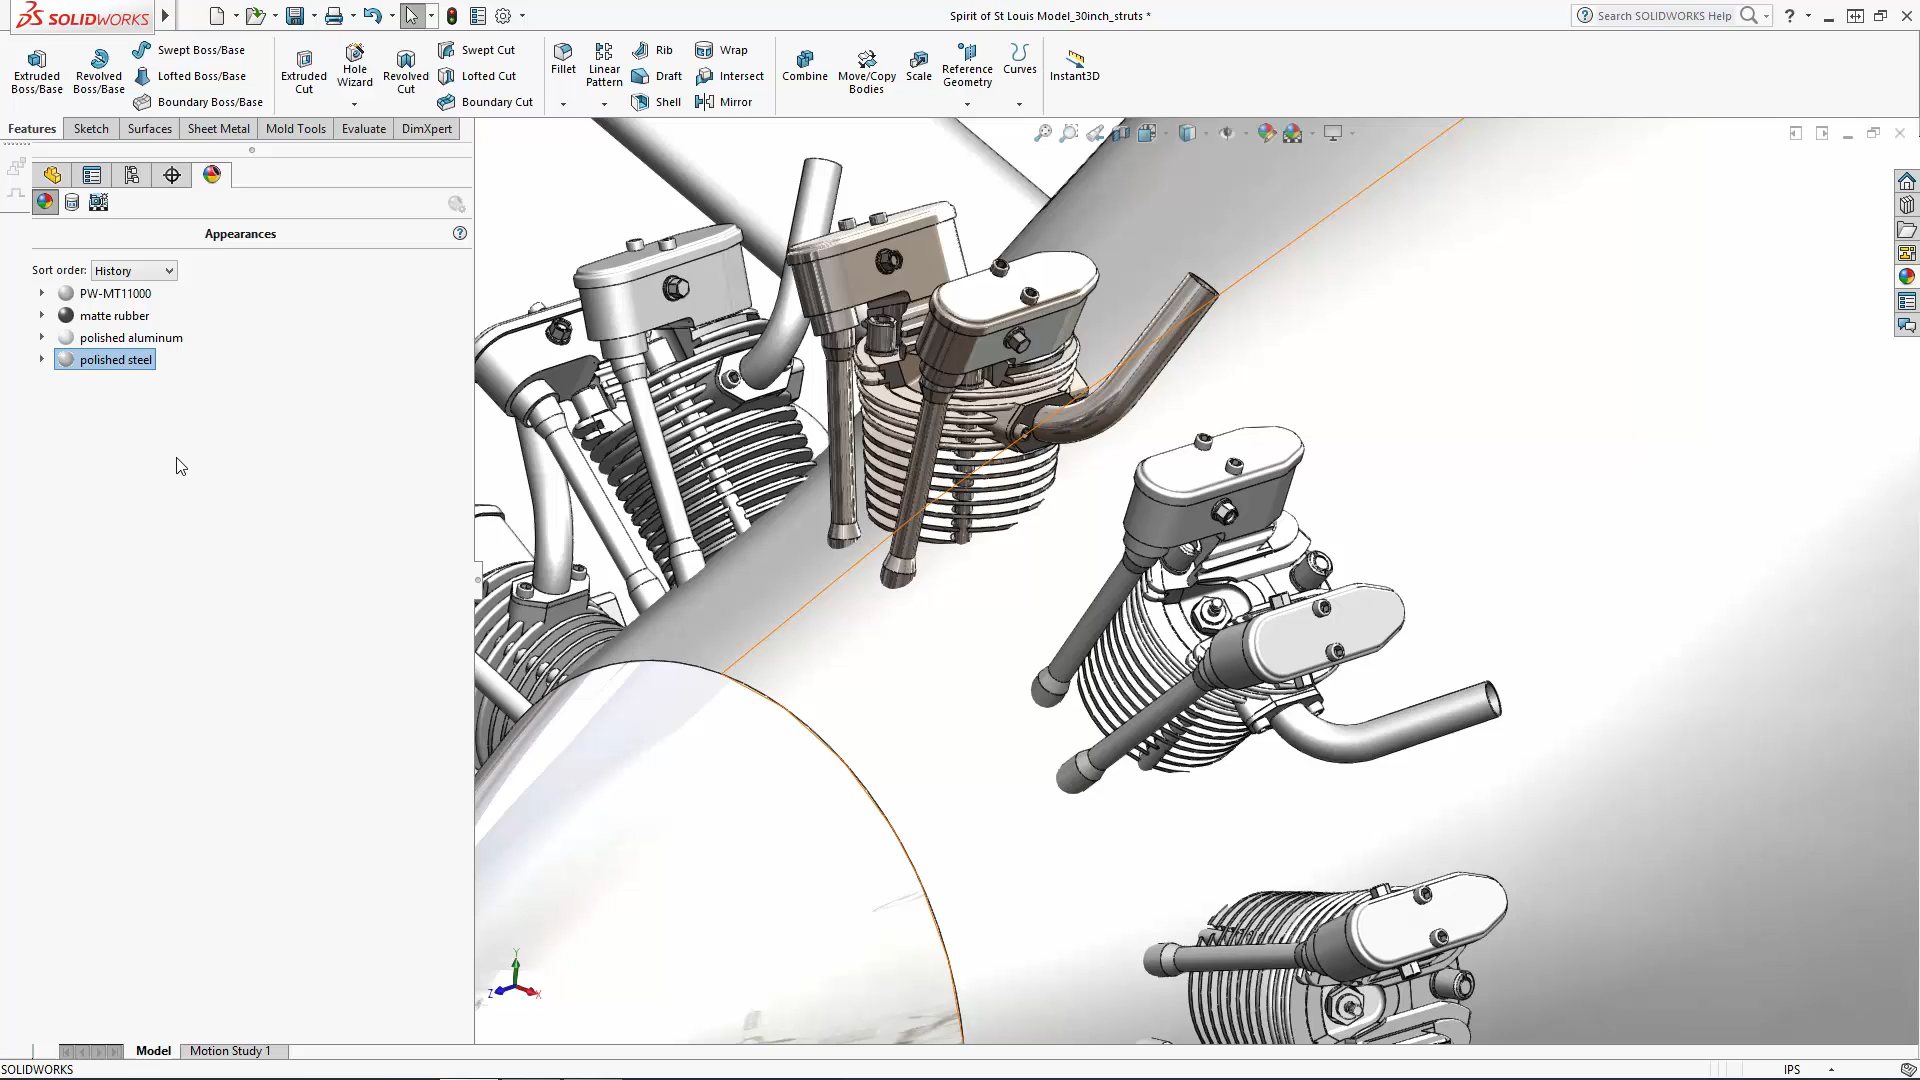 SOLIDWORKS
Spirit of St Louis Model_30inch_struts *
Search SOLIDWORKS Help
?
Extruded Boss/Base
Revolved Boss/Base
Swept Boss/Base
Lofted Boss/Base
Boundary Boss/Base
Extruded Cut
Hole Wizard
Revolved Cut
Swept Cut
Lofted Cut
Boundary Cut
Fillet
Linear Pattern
Rib
Draft
Shell
Wrap
Intersect
Mirror
Combine
Move/Copy Bodies
Scale
Reference Geometry
Curves
Instant3D
Features
Sketch
Surfaces
Sheet Metal
Mold Tools
Evaluate
DimXpert
Appearances
?
Sort order: History
PW-MT11000
matte rubber
polished aluminum
polished steel
Y
Z
X
Model
Motion Study 1
SOLIDWORKS
IPS